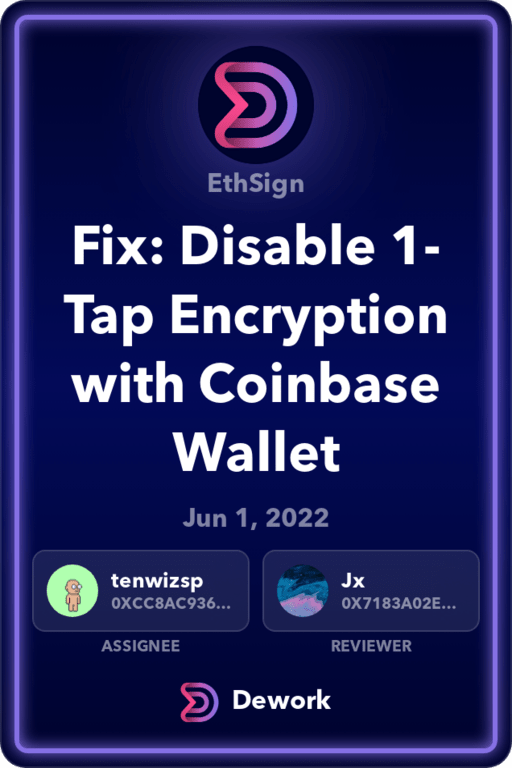 EthSign
Fix: Disable 1-
Tap Encryption
with Coinbase
Wallet
Jun 1, 2022
tenwizsp
0XCC8AC936...
ASSIGNEE
Jx
0X7183A02E...
REVIEWER
Dework